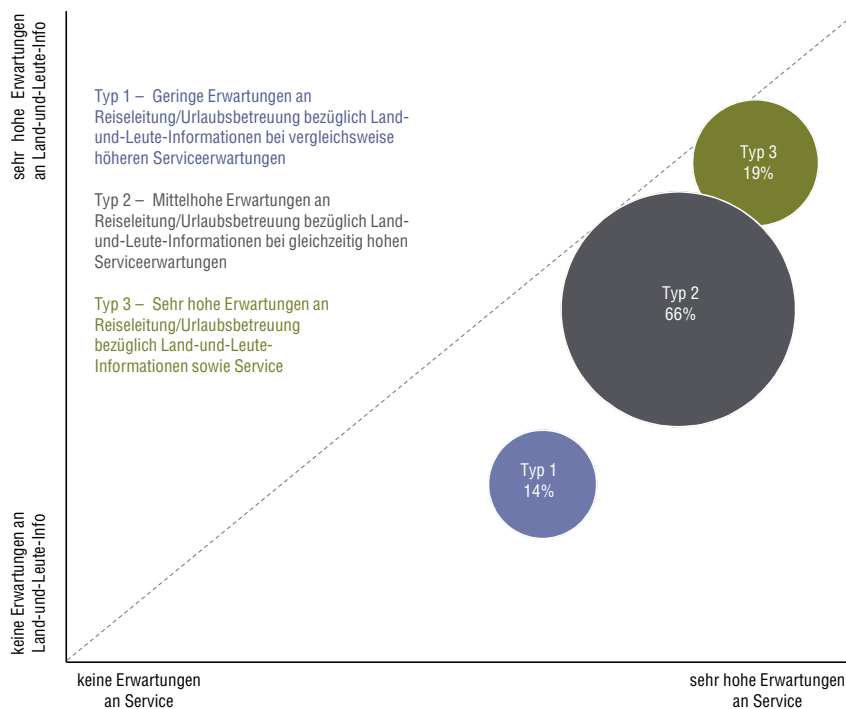 sehr hohe Erwartungen
an Land-und-Leute-Info
Typ 1 – Geringe Erwartungen an
Reiseleitung/Urlaubsbetreuung bezüglich Land-
und-Leute-Informationen bei vergleichsweise
höheren Serviceerwartungen
Typ 2 – Mittelhohe Erwartungen an
Reiseleitung/Urlaubsbetreuung bezüglich Land-
und-Leute-Informationen bei gleichzeitig hohen
Serviceerwartungen
Typ 3 – Sehr hohe Erwartungen an
Reiseleitung/Urlaubsbetreuung
bezüglich Land-und-Leute-
Informationen sowie Service
Typ 3
19%
Typ 2
66%
Typ 1
14%
keine Erwartungen an
Land-und-Leute-Info
keine Erwartungen
an Service
sehr hohe Erwartungen
an Service